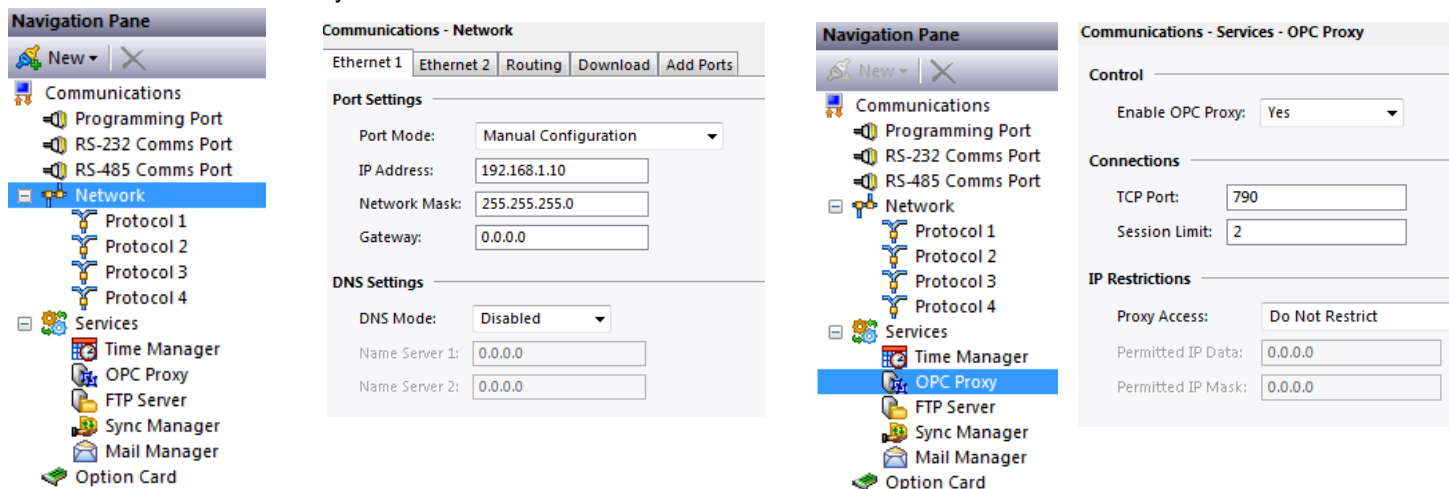 Navigation Pane
New
Communications
Programming Port
RS-232 Comms Port
RS-485 Comms Port
Network
Protocol 1
Protocol 2
Protocol 3
Protocol 4
Services
Time Manager
OPC Proxy
FTP Server
Sync Manager
Mail Manager
Option Card
Communications - Network
Ethernet 1 Ethernet 2 Routing Download Add Ports
Port Settings
Port Mode: Manual Configuration
IP Address: 192.168.1.10
Network Mask: 255.255.255.0
Gateway: 0.0.0.0
DNS Settings
DNS Mode: Disabled
Name Server 1: 0.0.0.0
Name Server 2: 0.0.0.0
Navigation Pane
New
Communications
Programming Port
RS-232 Comms Port
RS-485 Comms Port
Network
Protocol 1
Protocol 2
Protocol 3
Protocol 4
Services
Time Manager
OPC Proxy
FTP Server
Sync Manager
Mail Manager
Option Card
Communications - Services - OPC Proxy
Control
Enable OPC Proxy: Yes
Connections
TCP Port: 790
Session Limit: 2
IP Restrictions
Proxy Access: Do Not Restrict
Permitted IP Data: 0.0.0.0
Permitted IP Mask: 0.0.0.0